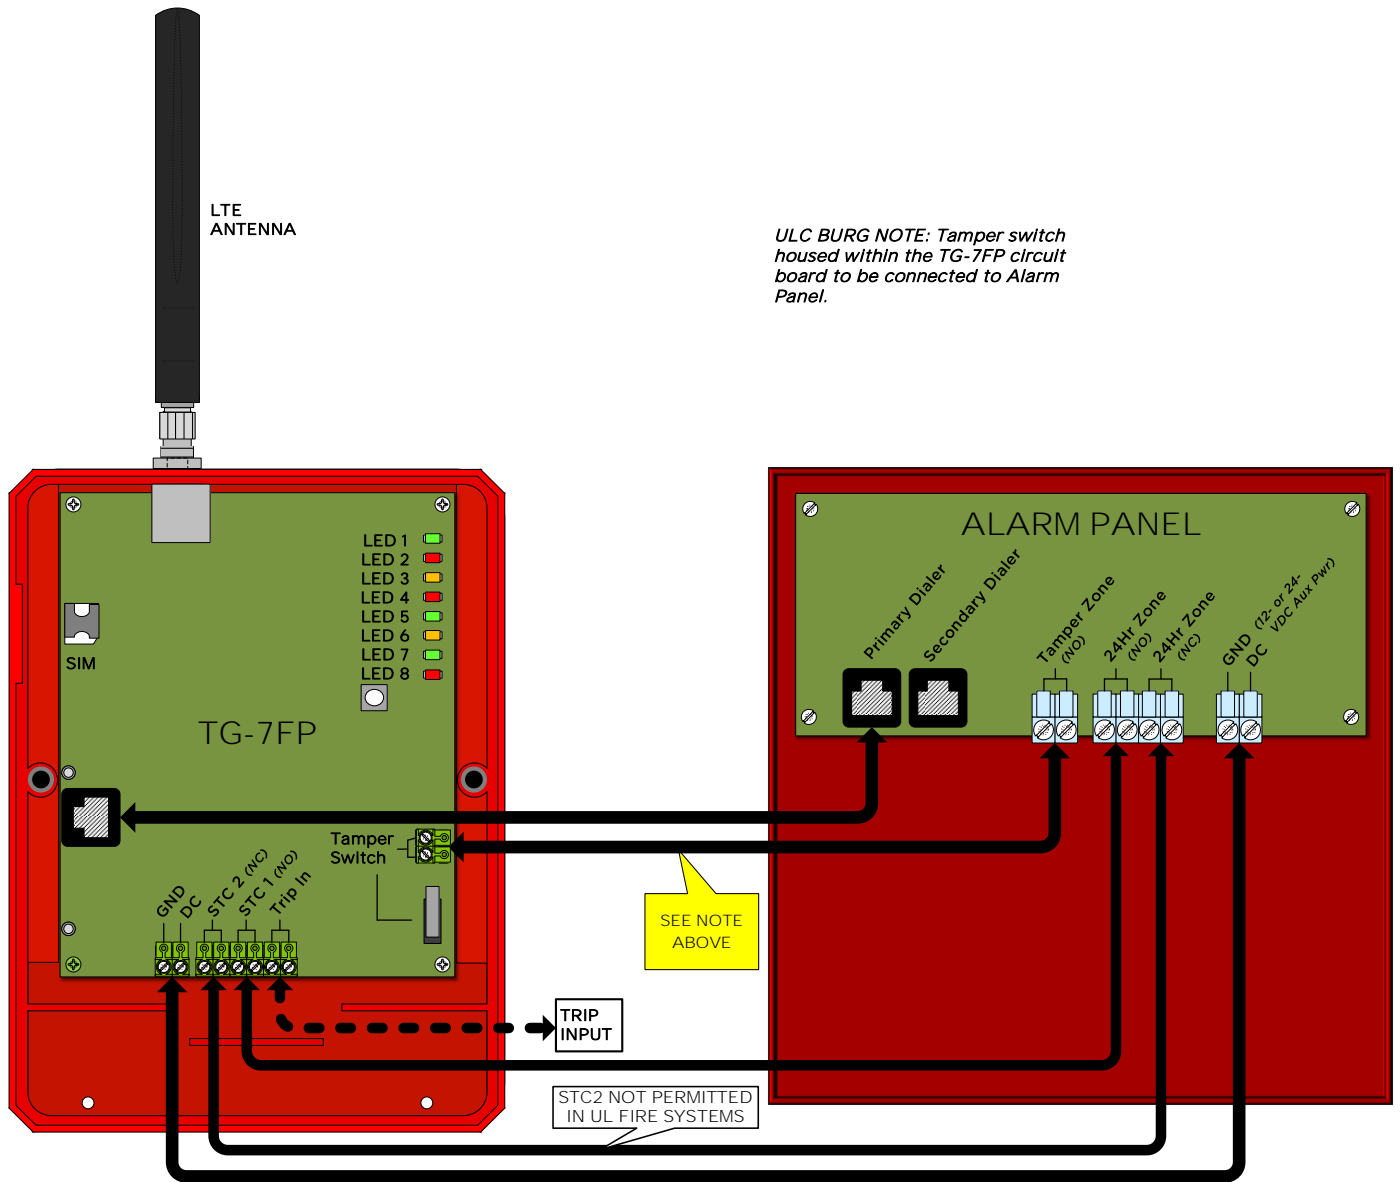 LTE
ANTENNA
ULC BURG NOTE: Tamper switch
housed within the TG-7FP circuit
board to be connected to Alarm
Panel.
LED 1
LED 2
LED 3
LED 4
LED 5
LED 6
LED 7
LED 8
SIM
TG-7FP
Tamper
Switch
GND
DC
STC 2 (NC)
STC 1 (NO)
Trip In
ALARM PANEL
Primary Dialer
Secondary Dialer
Tamper Zone
(NO)
24Hr Zone
(NO)
24Hr Zone
(NC)
GND
DC
(12- or 24-
VDC Aux Pwr)
SEE NOTE
ABOVE
TRIP
INPUT
STC2 NOT PERMITTED
IN UL FIRE SYSTEMS